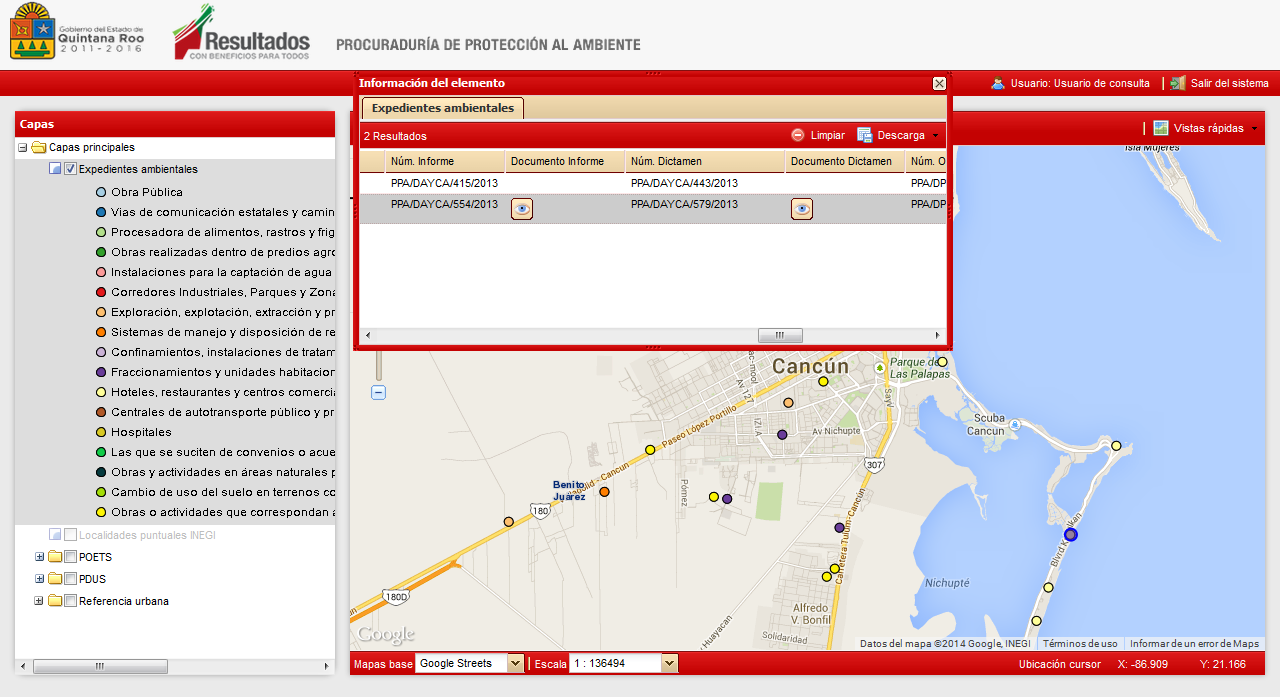 Gobierno del Estado de
Quintana Roo
2011-2016
Resultados
CON BENEFICIOS PARA TODOS
PROCURADURÍA DE PROTECCIÓN AL AMBIENTE
Usuario: Usuario de consulta
Salir del sistema
Información del elemento
Expedientes ambientales
2 Resultados
Limpiar
Descarga
Núm. Informe
Documento Informe
Núm. Dictamen
Documento Dictamen
Núm. O
PPA/DAYCA/415/2013
PPA/DAYCA/443/2013
PPA/DP
PPA/DAYCA/554/2013
PPA/DAYCA/579/2013
PPA/DP
Capas
Capas principales
Expedientes ambientales
Obra Pública
Vias de comunicación estatales y camin
Procesadora de alimentos, rastros y frig
Obras realizadas dentro de predios agro
Instalaciones para la captación de agua
Corredores Industriales, Parques y Zona
Exploración, explotación, extracción y pr
Sistemas de manejo y disposición de re
Confinamientos, instalaciones de tratam
Fraccionamientos, unidades habitacion
Hoteles, restaurantes y centros comerci
Centrales de autotransporte público y pr
Hospitales
Las que se suciten de convenios o acue
Obras y actividades en áreas naturales p
Cambio de uso del suelo en terrenos co
Obras o actividades que correspondan a
Localidades puntuales INEGI
POETS
PDUS
Referencia urbana
Vistas rápidas
Isla Mujeres
Cancún
Parque de
Las Palapas
Av 127
Paseo López Portillo
Sayil
Av Nichupte
Scuba
Cancun
307
Benito
Juárez
Valladolid - Cancun
180
Pómez
Carretera Tulum-Cancún
Blvrd Kukulkan
Nichupté
180D
Alfredo
V. Bonfil
Huayacan
Solidaridad
Google
Datos del mapa ©2014 Google, INEGI
Términos de uso
Informar de un error de Maps
Mapas base
Google Streets
Escala
1 : 136494
Ubicación cursor
X: -86.909
Y: 21.166